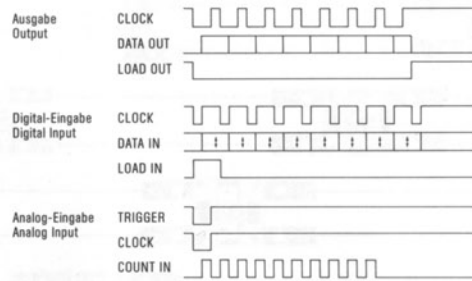 Ausgabe
Output
CLOCK
DATA OUT
LOAD OUT
Digital-Eingabe
Digital Input
CLOCK
DATA IN
LOAD IN
Analog-Eingabe
Analog Input
TRIGGER
CLOCK
COUNT IN